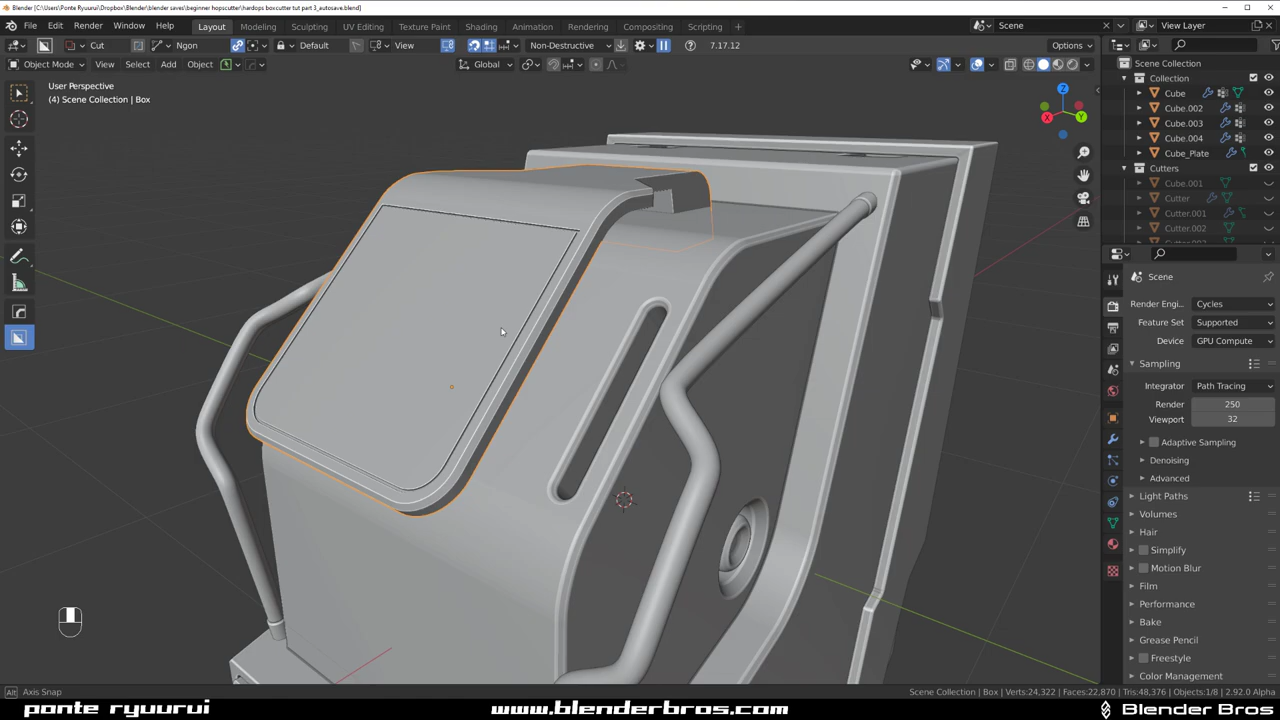 Blender [C:\Users\Ponte Ryuurui\Dropbox\blender\blender saves\beginner hopscutter\hardops boxcutter tut part 3_autosave.blend]
File Edit Render Window Help Layout Modeling Sculpting UV Editing Texture Paint Shading Animation Rendering Compositing Scripting + Scene View Layer
Cut Ngon Default View Non-Destructive 7.17.12 Options
Object Mode View Select Add Object Global
User Perspective
(4) Scene Collection | Box
Scene Collection
Collection
Cube
Cube.002
Cube.003
Cube.004
Cube_Plate
Cutters
Cube.001
Cutter
Cutter.001
Cutter.002
Z
Y
X
Scene
Render Engi... Cycles
Feature Set Supported
Device GPU Compute
Sampling
Integrator Path Tracing
Render 250
Viewport 32
Adaptive Sampling
Denoising
Advanced
Light Paths
Volumes
Hair
Simplify
Motion Blur
Film
Performance
Bake
Grease Pencil
Freestyle
Color Management
Alt Axis Snap Scene Collection | Box | Verts:24,322 | Faces:22,870 | Tris:48,376 | Objects:1/8 | 2.92.0 Alpha
ponte ryuurui www.blenderbros.com Blender Bros